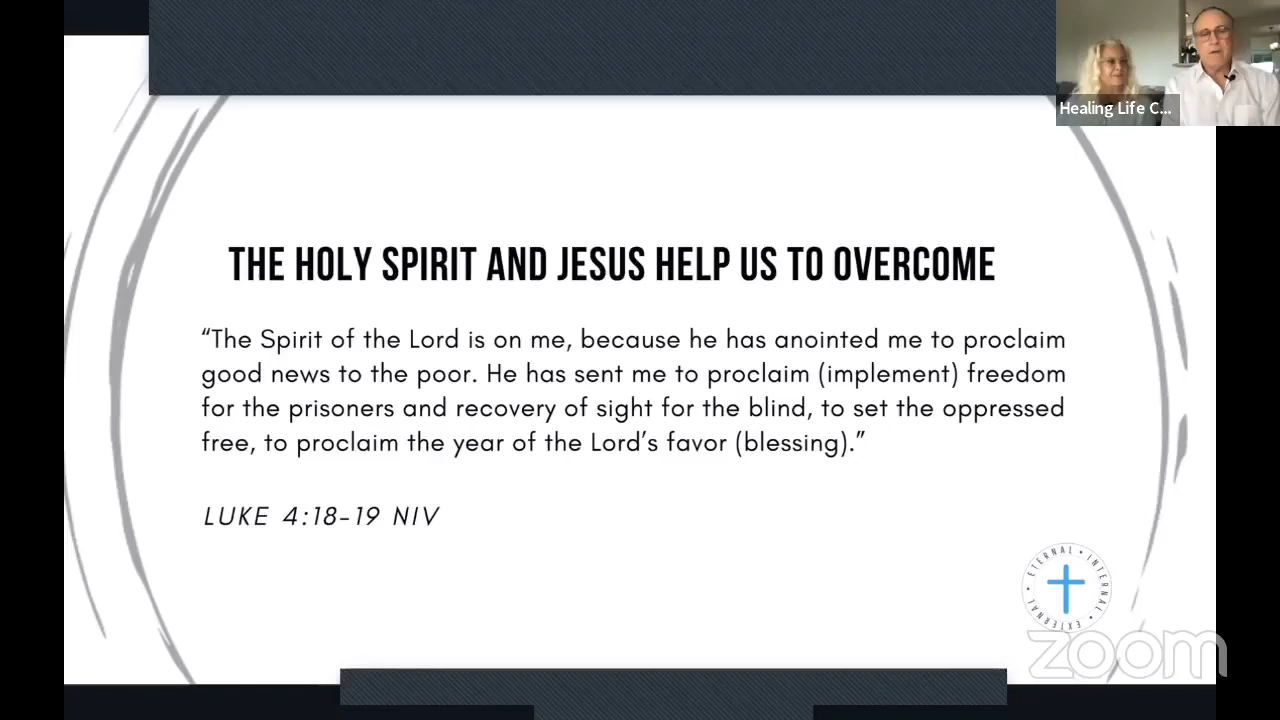 Healing Life C...
THE HOLY SPIRIT AND JESUS HELP US TO OVERCOME
“The Spirit of the Lord is on me, because he has anointed me to proclaim
good news to the poor. He has sent me to proclaim (implement) freedom
for the prisoners and recovery of sight for the blind, to set the oppressed
free, to proclaim the year of the Lord’s favor (blessing).”
LUKE 4:18-19 NIV
ETERNAL • INTERNAL • EXTERNAL •
zoom